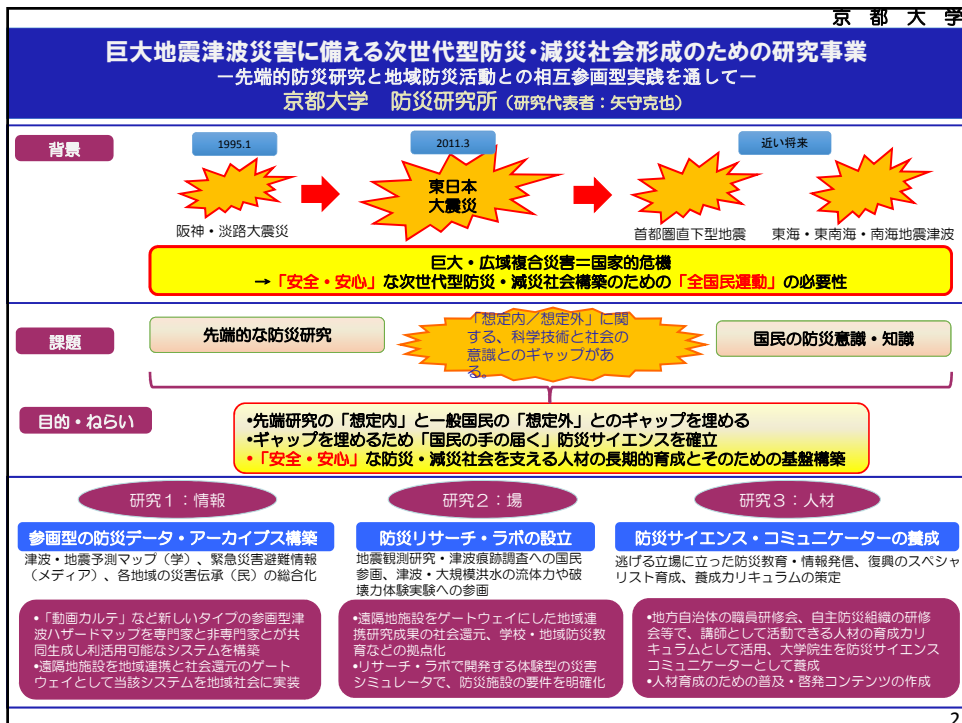 京 都 大 学
巨大地震津波災害に備える次世代型防災・減災社会形成のための研究事業
－先端的防災研究と地域防災活動との相互参画型実践を通して－
京都大学　防災研究所（研究代表者：矢守克也）
背景
1995.1
2011.3
近い将来
東日本
大震災
阪神・淡路大震災
首都圏直下型地震
東海・東南海・南海地震津波
巨大・広域複合災害＝国家的危機
→「安全・安心」な次世代型防災・減災社会構築のための「全国民運動」の必要性
課題
先端的な防災研究
「想定内／想定外」に関
する、科学技術と社会の
意識とのギャップがあ
る。
国民の防災意識・知識
目的・ねらい
•先端研究の「想定内」と一般国民の「想定外」とのギャップを埋める
•ギャップを埋めるため「国民の手の届く」防災サイエンスを確立
•「安全・安心」な防災・減災社会を支える人材の長期的育成とそのための基盤構築
研究１：情報
研究２：場
研究３：人材
参画型の防災データ・アーカイブス構築
津波・地震予測マップ（学）、緊急災害避難情報
（メディア）、各地域の災害伝承（民）の総合化
•「動画カルテ」など新しいタイプの参画型津
波ハザードマップを専門家と非専門家とが共
同生成し利活用可能なシステムを構築
•遠隔地施設を地域連携と社会還元のゲート
ウェイとして当該システムを地域社会に実装
防災リサーチ・ラボの設立
地震観測研究・津波痕跡調査への国民
参画、津波・大規模洪水の流体力や破
壊力体験実験への参画
•遠隔地施設をゲートウェイにした地域連
携研究成果の社会還元、学校・地域防災教
育などの拠点化
•リサーチ・ラボで開発する体験型の災害
シミュレータで、防災施設の要件を明確化
防災サイエンス・コミュニケーターの養成
逃げる立場に立った防災教育・情報発信、復興のスペシャ
リスト育成、養成カリキュラムの策定
•地方自治体の職員研修会、自主防災組織の研修
会等で、講師として活動できる人材の育成カリ
キュラムとして活用、大学院生を防災サイエンス
コミュニケーターとして養成
•人材育成のための普及・啓発コンテンツの作成
2